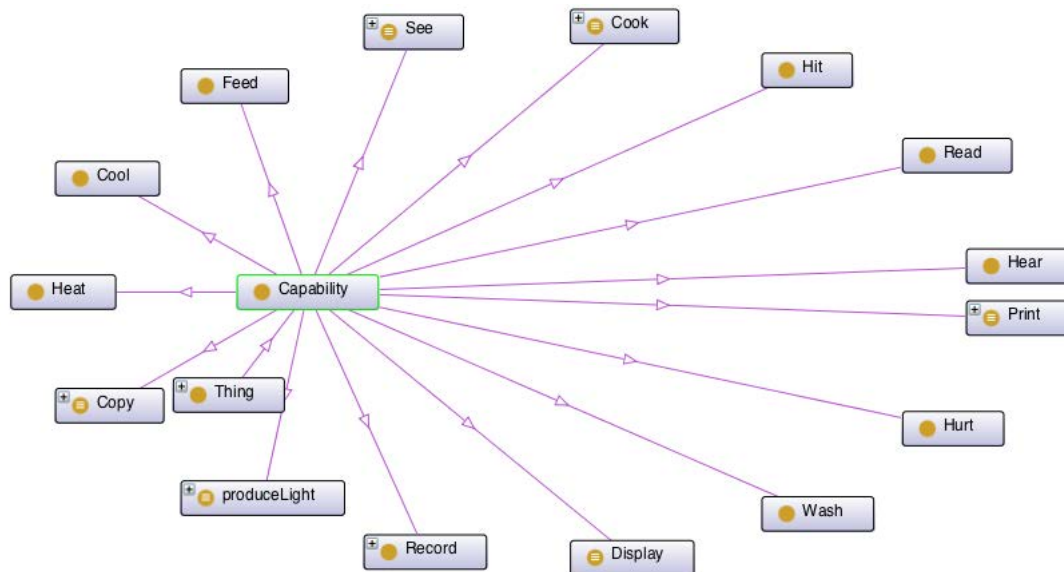 See
Cook
Hit
Feed
Read
Cool
Hear
Heat
Capability
Print
Thing
Copy
Hurt
produceLight
Wash
Record
Display